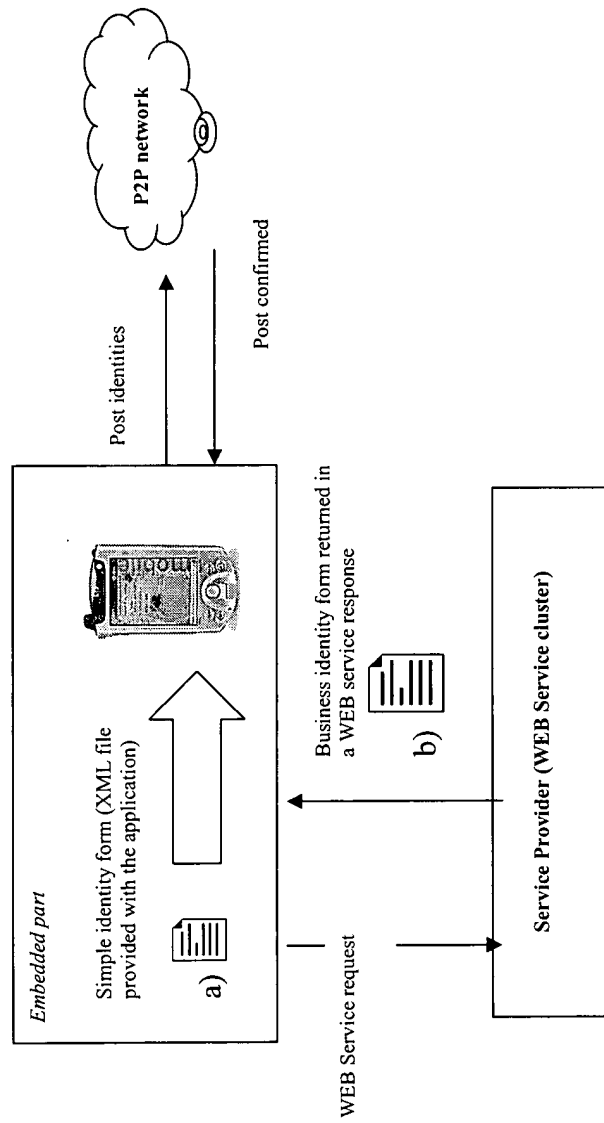 Embedded part
Simple identity form (XML file
provided with the application)
a)
mobile
Post identities
P2P network
Post confirmed
WEB Service request
Business identity form returned in
a WEB service response
b)
Service Provider (WEB Service cluster)